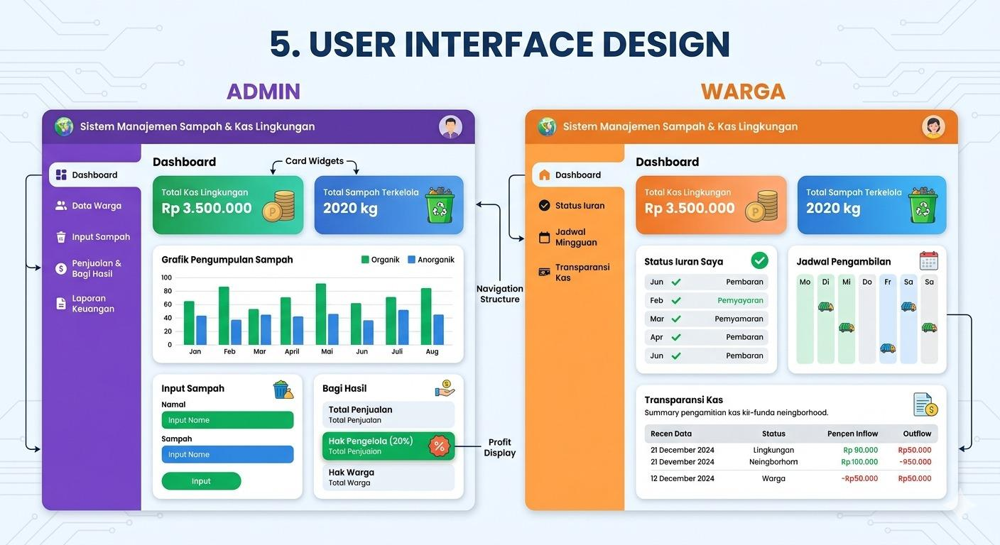 5. USER INTERFACE DESIGN
ADMIN
Sistem Manajemen Sampah & Kas Lingkungan
Dashboard
Data Warga
Input Sampah
Penjuolan &
Bagi Hasil
Laporan
Keuangan
Dashboard
Card Widgets
Total Kas Lingkungan
Rp 3.500.000
Total Sampah Terkelola
2020 kg
Grafik Pengumpulan Sampah
Organik
Anorganik
100
80
60
40
20
0
Jan Feb Mar April Mai Jun Juli Aug
Input Sampah
Namal
Input Name
Sampah
Input Name
Input
Bagi Hasil
Total Penjualan
Total Penjuatan
Hak Pengelola (20%)
Total Penjuaion
%
Hak Warga
Total Warga
Navigation
Structure
Profit
Display
WARGA
Sistem Manajemen Sampah & Kas Lingkungan
Dashboard
Status Iuran
Jadwal
Mingguan
Transparansi
Kas
Dashboard
Total Kas Lingkungan
Rp 3.500.000
Total Sampah Terkelola
2020 kg
Status Iuran Saya
Jun Pembaran
Feb Pemyayaran
Mar Pemyamaran
Apr Pembaran
Jun Pembaran
Jadwal Pengambilan
Mo Di Mi Do Fr Sa Sa
Transparansi Kas
Summary pengamitian kas kir-funda neingborhood.
Recen Data Status Pençen Inflow Outflow
21 December 2024 Lingkungan Rp 90.000 Rp50.000
21 Devember 2024 Neingborhom Rp.100.000 -950.000
12 December 2024 Warga -Rp50.000 Rp50.000